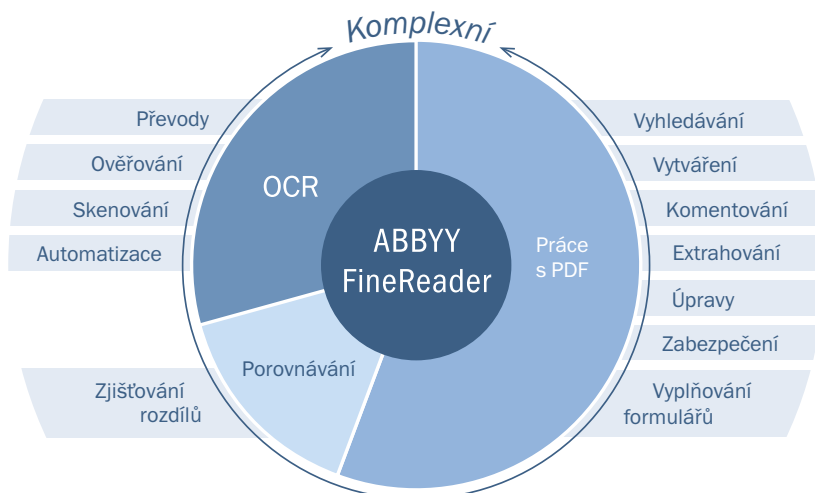 Komplexní
Převody
Ověřování
Skenování
Automatizace
Zjišťování
rozdílů
OCR
Porovnávání
ABBYY
FineReader
Práce
s PDF
Vyhledávání
Vytváření
Komentování
Extrahování
Úpravy
Zabezpečení
Vyplňování
formulářů